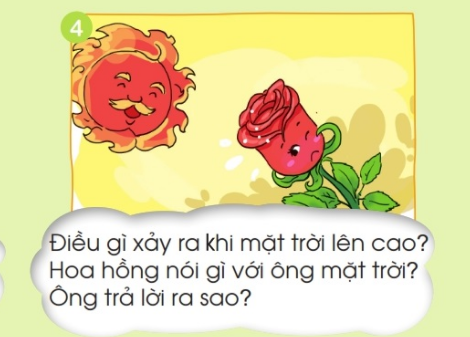 4
Điều gì xảy ra khi mặt trời lên cao?
Hoa hồng nói gì với ông mặt trời?
Ông trả lời ra sao?